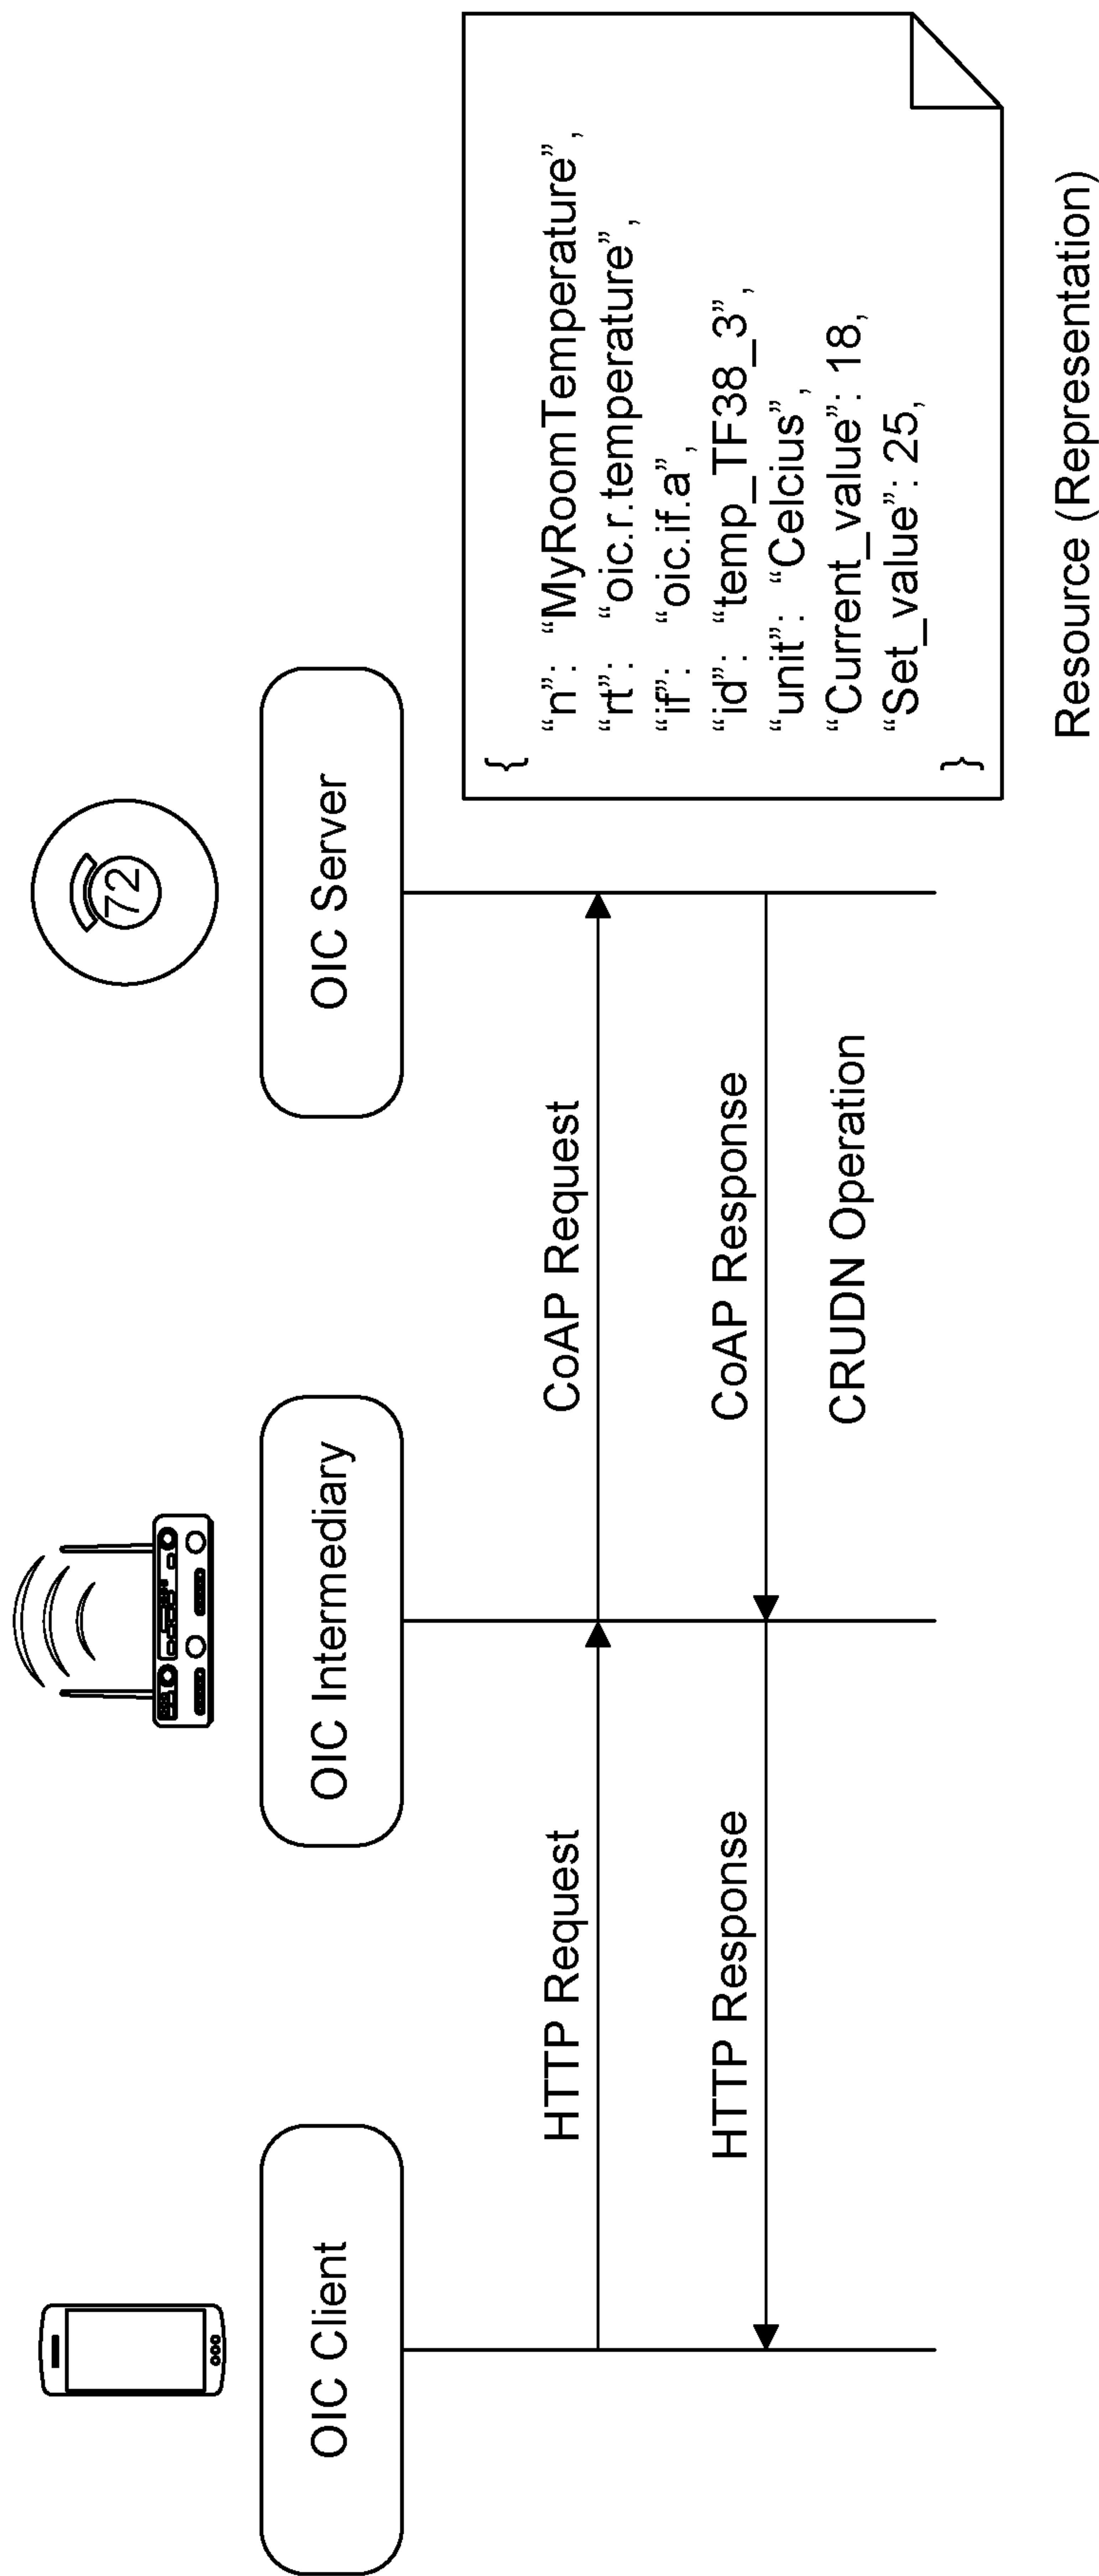 72
OIC Client
OIC Intermediary
OIC Server
HTTP Request
CoAP Request
HTTP Response
CoAP Response
CRUDN Operation
{
“n”: “MyRoomTemperature”,
“rt”: “oic.r.temperature”,
“if”: “oic.if.a”,
“id”: “temp_TF38_3”,
“unit”: “Celcius”,
“Current_value”: 18,
“Set_value”: 25,
}
Resource (Representation)